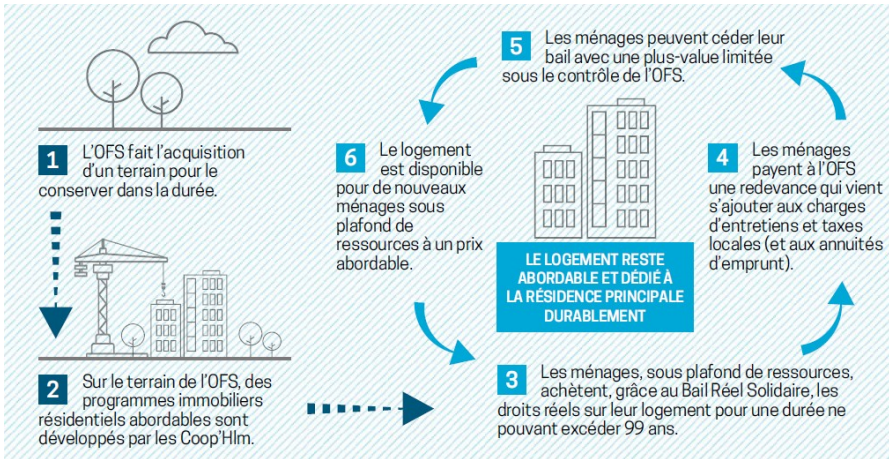 1 L’OFS fait l’acquisition
d’un terrain pour le
conserver dans la durée.
2 Sur le terrain de l’OFS, des
programmes immobiliers
résidentiels abordables sont
développés par les Coop’Hlm.
3 Les ménages, sous plafond de ressources,
achètent, grâce au Bail Réel Solidaire, les
droits réels sur leur logement pour une durée ne
pouvant excéder 99 ans.
4 Les ménages
payent à l’OFS
une redevance qui vient
s’ajouter aux charges
d’entretiens et taxes
locales (et aux annuités
d’emprunt).
5 Les ménages peuvent céder leur
bail avec une plus-value limitée
sous le contrôle de l’OFS.
6 Le logement
est disponible
pour de nouveaux
ménages sous
plafond de
ressources à un prix
abordable.
LE LOGEMENT RESTE
ABORDABLE ET DÉDIÉ À
LA RÉSIDENCE PRINCIPALE
DURABLEMENT